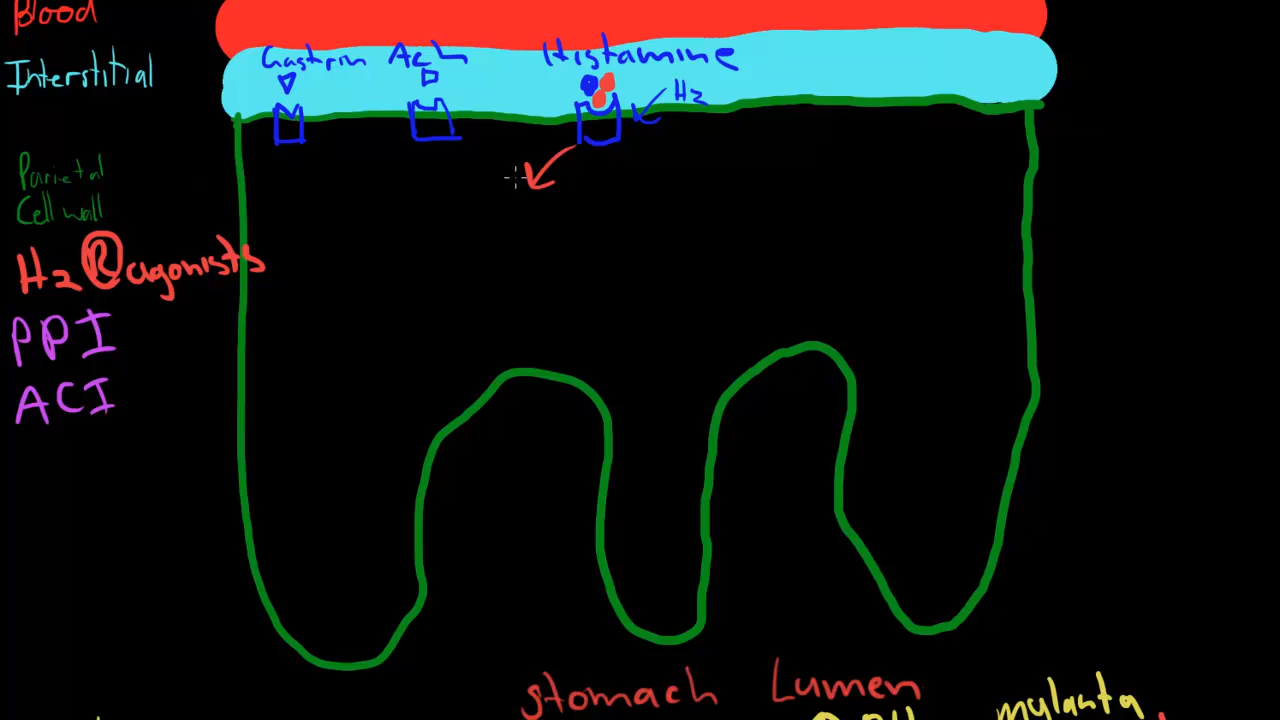 Blood
Interstitial
Gastrin Ach Histamine
H2
Parietal
Cell wall
H2 R agonists
PPI
ACI
stomach Lumen
mylanta